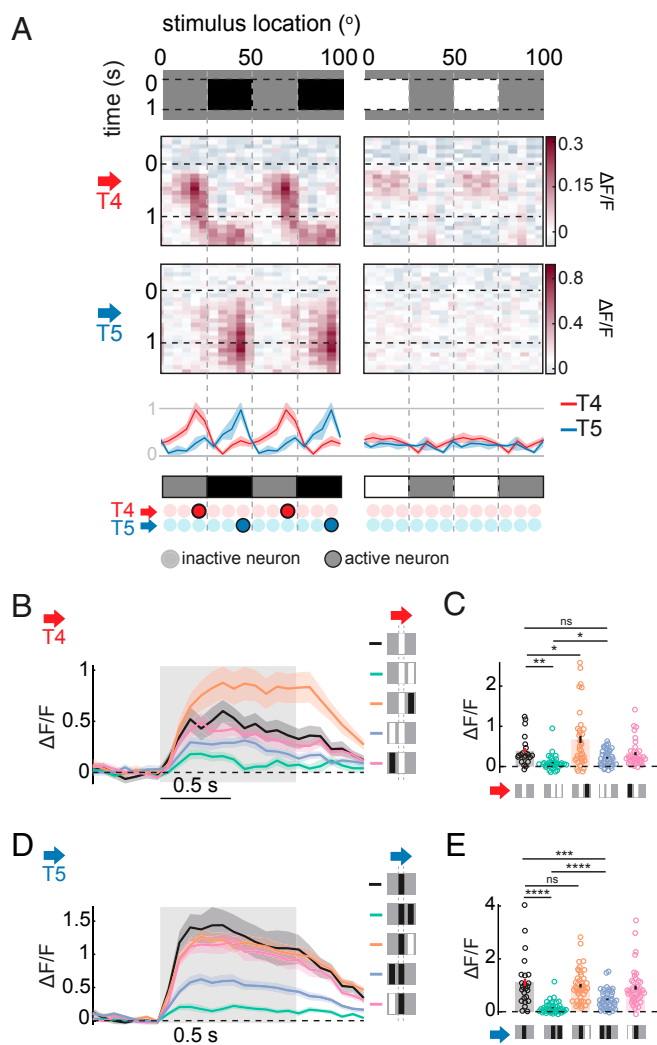 A
stimulus location (o)
0 50 100 0 50 100
time (s)
0
1
T4
0
1
0.3
0.15
0
ΔF/F
T5
0
1
0.8
0.4
0
ΔF/F
1
0
T4
T5
T4
T5
inactive neuron active neuron
B
T4
ΔF/F
1
0.5
0
0.5 s
C
ns
*
*
**
ΔF/F
2
0
D
T5
ΔF/F
1.5
1
0.5
0
0.5 s
E
***
****
ns
****
ΔF/F
4
2
0